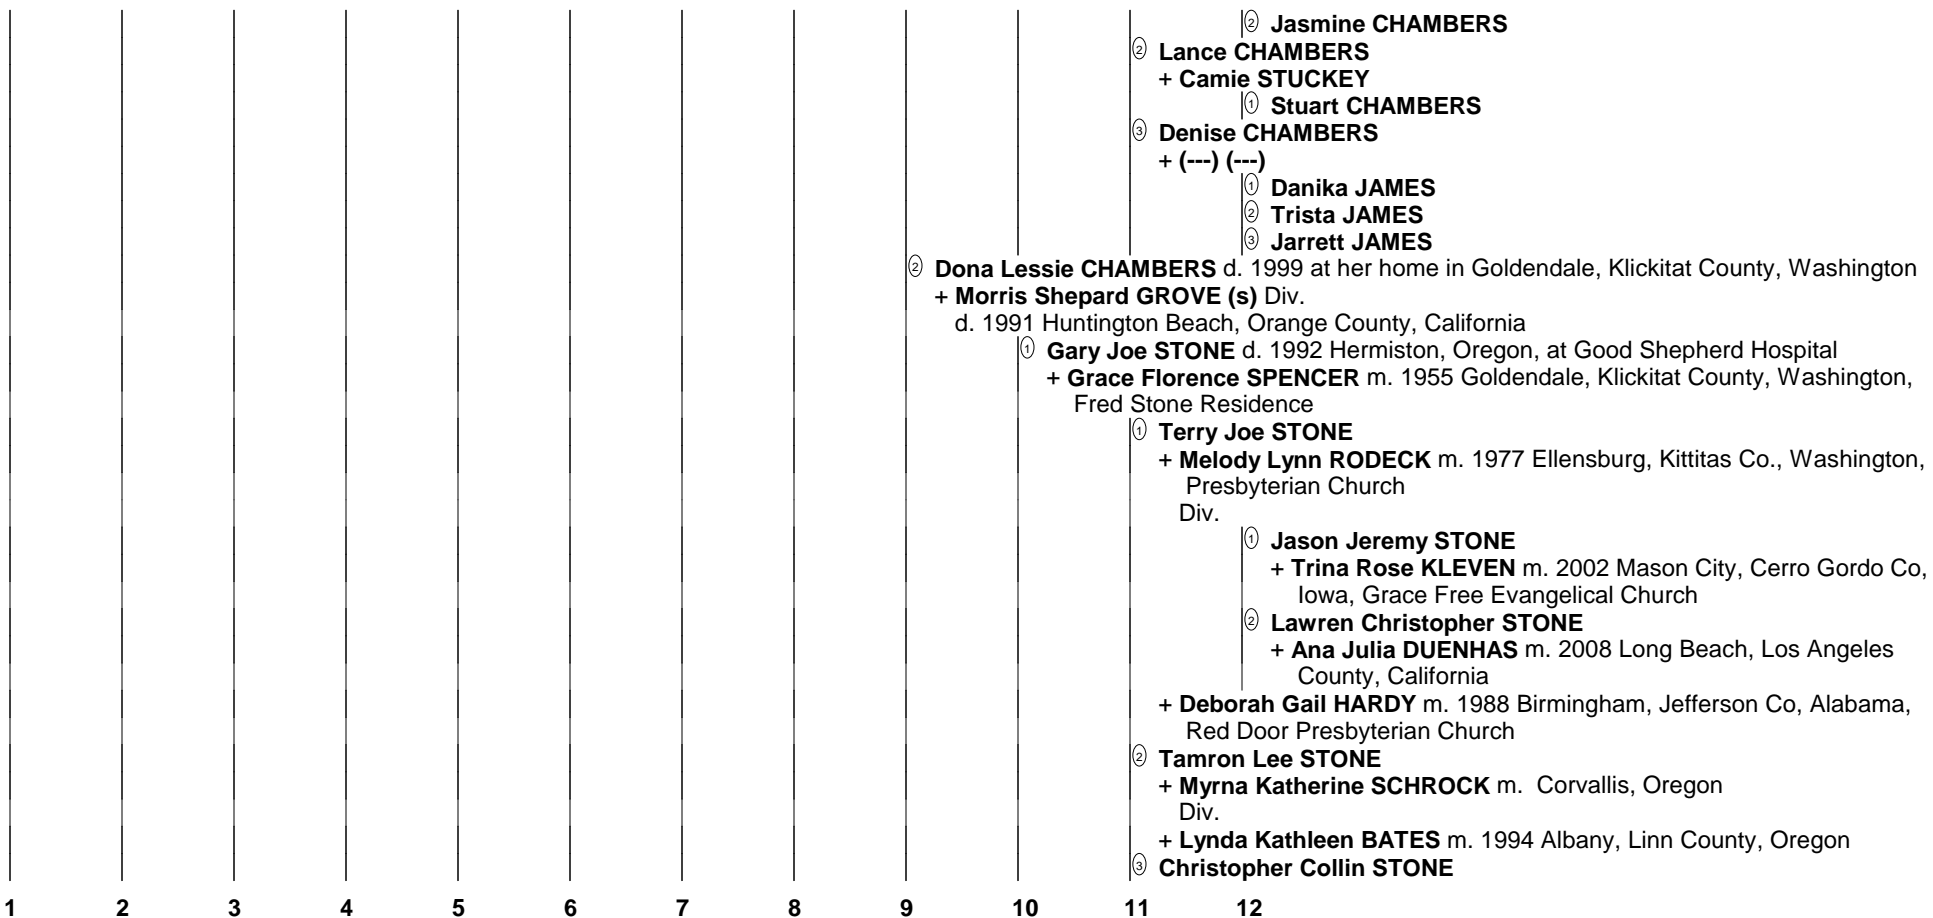 ② Jasmine CHAMBERS
② Lance CHAMBERS
+ Camie STUCKEY
① Stuart CHAMBERS
③ Denise CHAMBERS
+ (---) (---)
① Danika JAMES
② Trista JAMES
③ Jarrett JAMES
② Dona Lessie CHAMBERS d. 1999 at her home in Goldendale, Klickitat County, Washington
+ Morris Shepard GROVE (s) Div.
d. 1991 Huntington Beach, Orange County, California
① Gary Joe STONE d. 1992 Hermiston, Oregon, at Good Shepherd Hospital
+ Grace Florence SPENCER m. 1955 Goldendale, Klickitat County, Washington,
Fred Stone Residence
① Terry Joe STONE
+ Melody Lynn RODECK m. 1977 Ellensburg, Kittitas Co., Washington,
Presbyterian Church
Div.
① Jason Jeremy STONE
+ Trina Rose KLEVEN m. 2002 Mason City, Cerro Gordo Co,
Iowa, Grace Free Evangelical Church
② Lawren Christopher STONE
+ Ana Julia DUENHAS m. 2008 Long Beach, Los Angeles
County, California
+ Deborah Gail HARDY m. 1988 Birmingham, Jefferson Co, Alabama,
Red Door Presbyterian Church
② Tamron Lee STONE
+ Myrna Katherine SCHROCK m. Corvallis, Oregon
Div.
+ Lynda Kathleen BATES m. 1994 Albany, Linn County, Oregon
③ Christopher Collin STONE
1 2 3 4 5 6 7 8 9 10 11 12